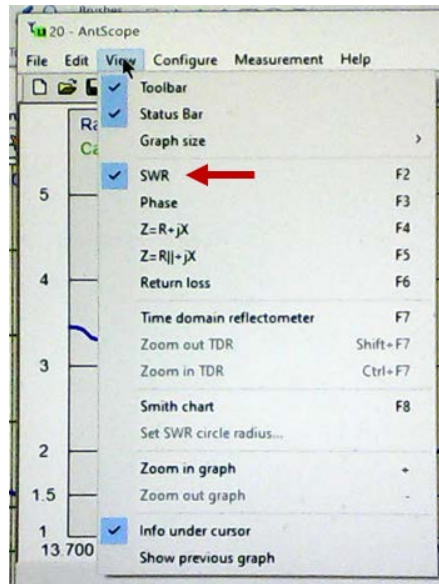 20 - AntScope
File Edit View Configure Measurement Help
Toolbar
Status Bar
Graph size
SWR F2
Phase F3
Z=R+jX F4
Z=R||+jX F5
Return loss F6
Time domain reflectometer F7
Zoom out TDR Shift+F7
Zoom in TDR Ctrl+F7
Smith chart F8
Set SWR circle radius...
Zoom in graph +
Zoom out graph -
Info under cursor
Show previous graph
5
4
3
2
1.5
1
13.700